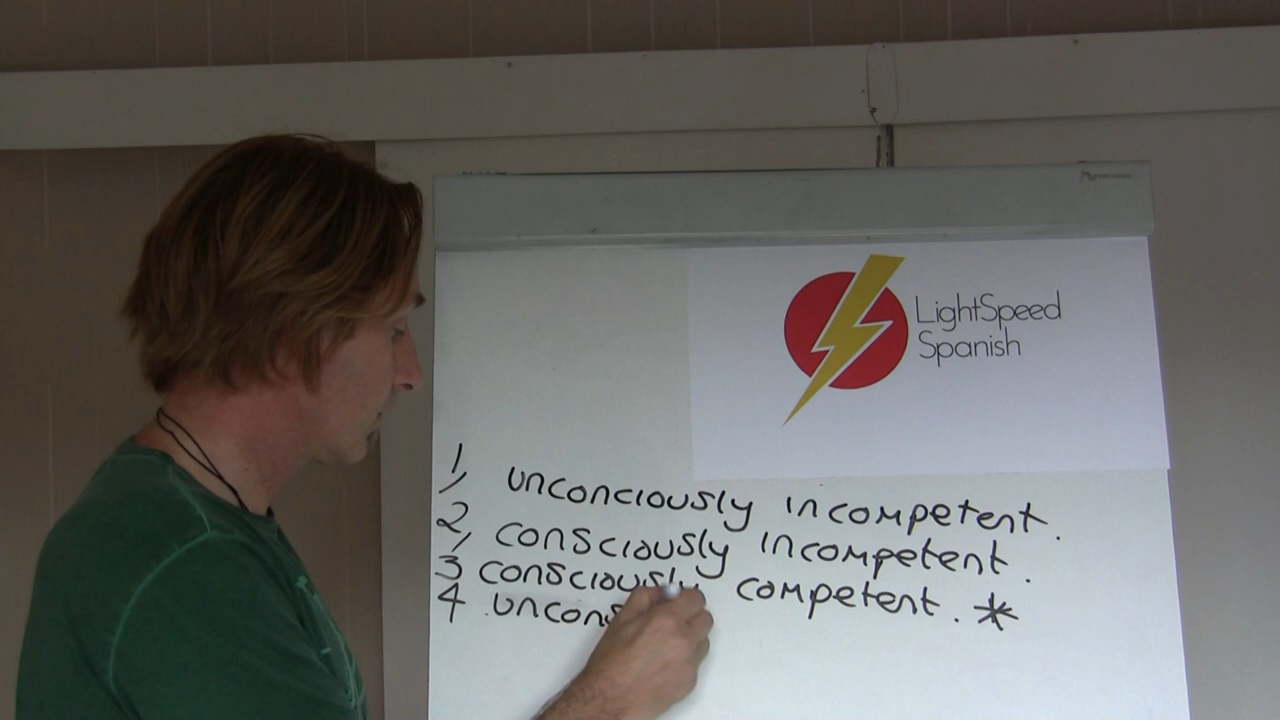 LightSpeed
Spanish
1, unconciously incompetent.
2, consciously incompetent.
3 consciously competent. *
4 uncons